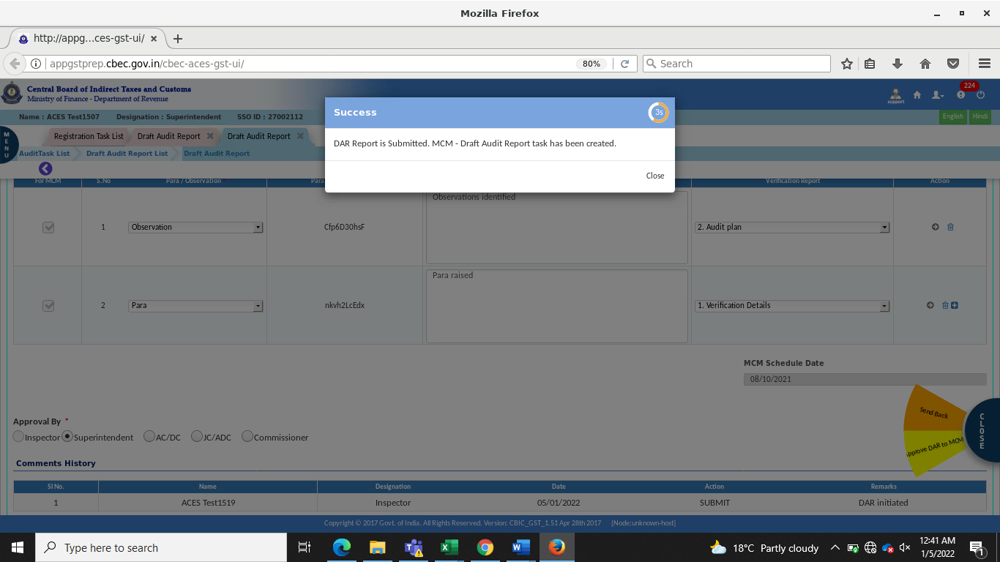 Mozilla Firefox
http://appg...ces-gst-ui/
appgstprep.cbec.gov.in/cbec-aces-gst-ui/
80%
Search
Central Board of Indirect Taxes and Customs
Ministry of Finance - Department of Revenue
support
224
Name : ACES Test1507 Designation : Superintendent SSO ID : 27002112
English Hindi
MENU
Registration Task List Draft Audit Report Draft Audit Report
AuditTask List Draft Audit Report List Draft Audit Report
Success
3s
DAR Report is Submitted. MCM - Draft Audit Report task has been created.
Close
For MCM S.No Para / Observation Para Verification Report Action
1 Observation Cfp6D30hsF Observations identified 2. Audit plan
2 Para nkvh2LcEdx Para raised 1. Verification Details
MCM Schedule Date
08/10/2021
Send Back
pprove DAR to MCM
CLOSE
Approval By *
Inspector Superintendent AC/DC JC/ADC Commissioner
Comments History
Sl No. Name Designation Date Action Remarks
1 ACES Test1519 Inspector 05/01/2022 SUBMIT DAR initiated
Copyright © 2017 Govt. of India. All Rights Reserved. Version: CBIC_GST_1.51 Apr 28th 2017 [Node:unknown-host]
Type here to search
18°C Partly cloudy
12:41 AM
1/5/2022
1